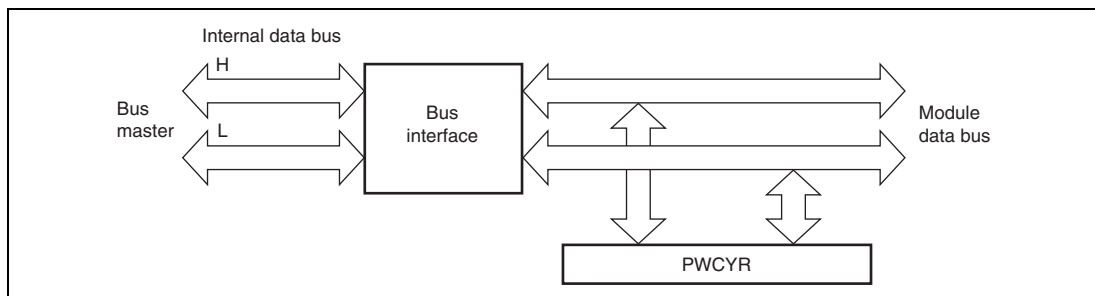 Internal data bus
H
Bus
master
L
Bus
interface
Module
data bus
PWCYR